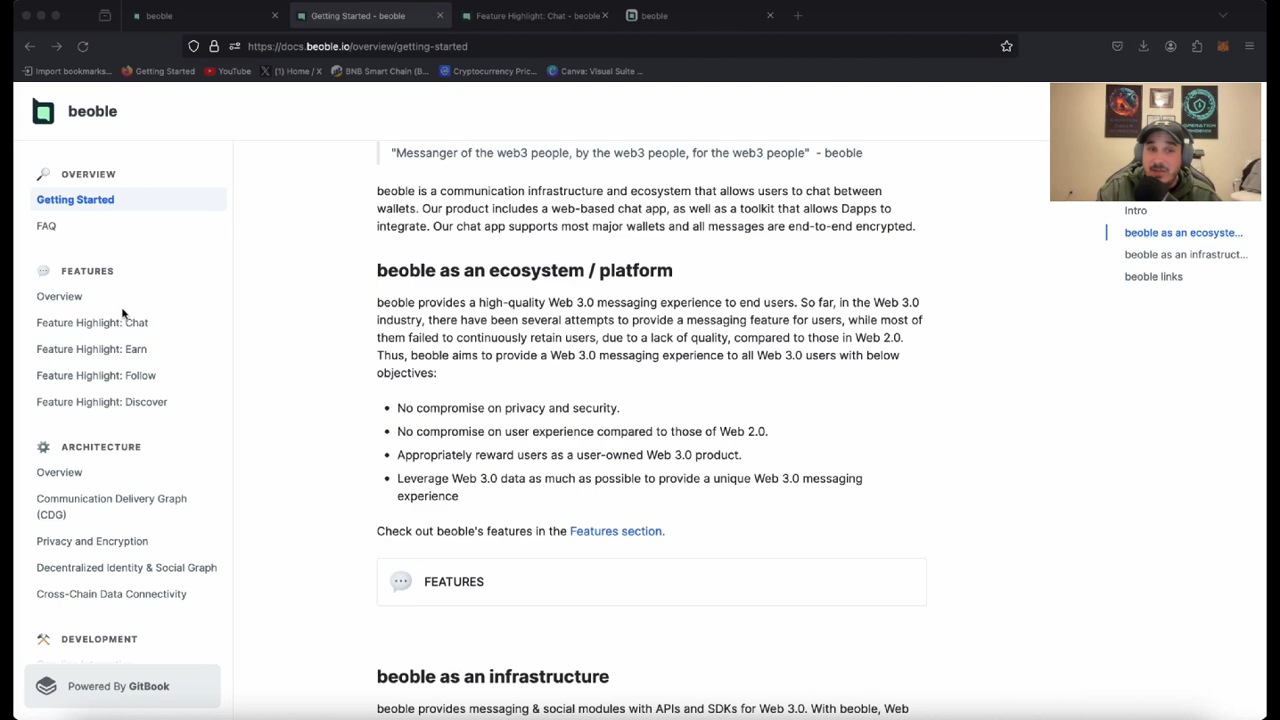 beoble
Getting Started - beoble
Feature Highlight: Chat - beoble
beoble
https://docs.beoble.io/overview/getting-started
Import bookmarks...
Getting Started
YouTube
(1) Home / X
BNB Smart Chain (B...
Cryptocurrency Pric...
Canva: Visual Suite ...
beoble
OVERVIEW
Getting Started
FAQ
FEATURES
Overview
Feature Highlight: Chat
Feature Highlight: Earn
Feature Highlight: Follow
Feature Highlight: Discover
ARCHITECTURE
Overview
Communication Delivery Graph
(CDG)
Privacy and Encryption
Decentralized Identity & Social Graph
Cross-Chain Data Connectivity
DEVELOPMENT
Powered By GitBook
"Messanger of the web3 people, by the web3 people, for the web3 people" - beoble
beoble is a communication infrastructure and ecosystem that allows users to chat between
wallets. Our product includes a web-based chat app, as well as a toolkit that allows Dapps to
integrate. Our chat app supports most major wallets and all messages are end-to-end encrypted.
beoble as an ecosystem / platform
beoble provides a high-quality Web 3.0 messaging experience to end users. So far, in the Web 3.0
industry, there have been several attempts to provide a messaging feature for users, while most of
them failed to continuously retain users, due to a lack of quality, compared to those in Web 2.0.
Thus, beoble aims to provide a Web 3.0 messaging experience to all Web 3.0 users with below
objectives:
• No compromise on privacy and security.
• No compromise on user experience compared to those of Web 2.0.
• Appropriately reward users as a user-owned Web 3.0 product.
• Leverage Web 3.0 data as much as possible to provide a unique Web 3.0 messaging
experience
Check out beoble's features in the Features section.
FEATURES
beoble as an infrastructure
beoble provides messaging & social modules with APIs and SDKs for Web 3.0. With beoble, Web
Intro
beoble as an ecosyste...
beoble as an infrastruct...
beoble links